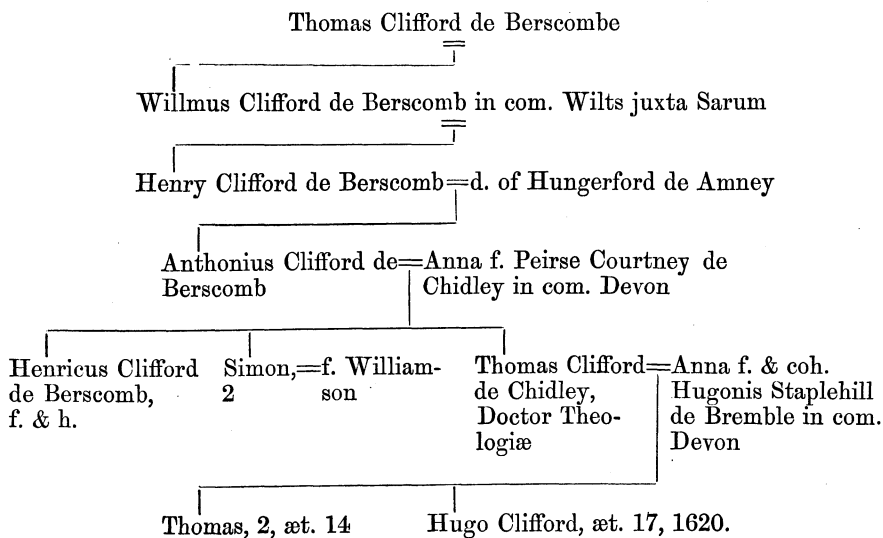 Thomas Clifford de Berscombe
Willmus Clifford de Berscomb in com. Wilts juxta Sarum
Henry Clifford de Berscomb=d. of Hungerford de Amney
Anthonius Clifford de=Anna f. Peirse Courtney de
Berscomb
Chidley in com. Devon
Henricus Clifford
de Berscomb,
f. & h.
Simon,=f. William-
2 son
Thomas Clifford=Anna f. & coh.
de Chidley,
Doctor Theo-
logiæ
Hugonis Staplehill
de Bremble in com.
Devon
Thomas, 2, æt. 14
Hugo Clifford, æt. 17, 1620.